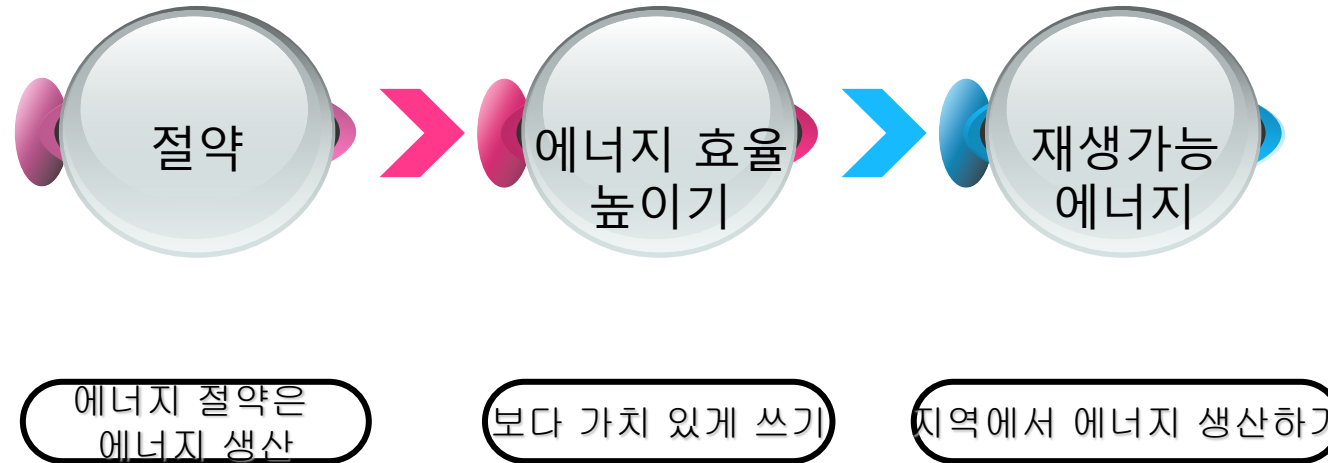 절약
에너지 효율
높이기
재생가능
에너지
에너지 절약은
에너지 생산
보다 가치 있게 쓰기
지역에서 에너지 생산하기